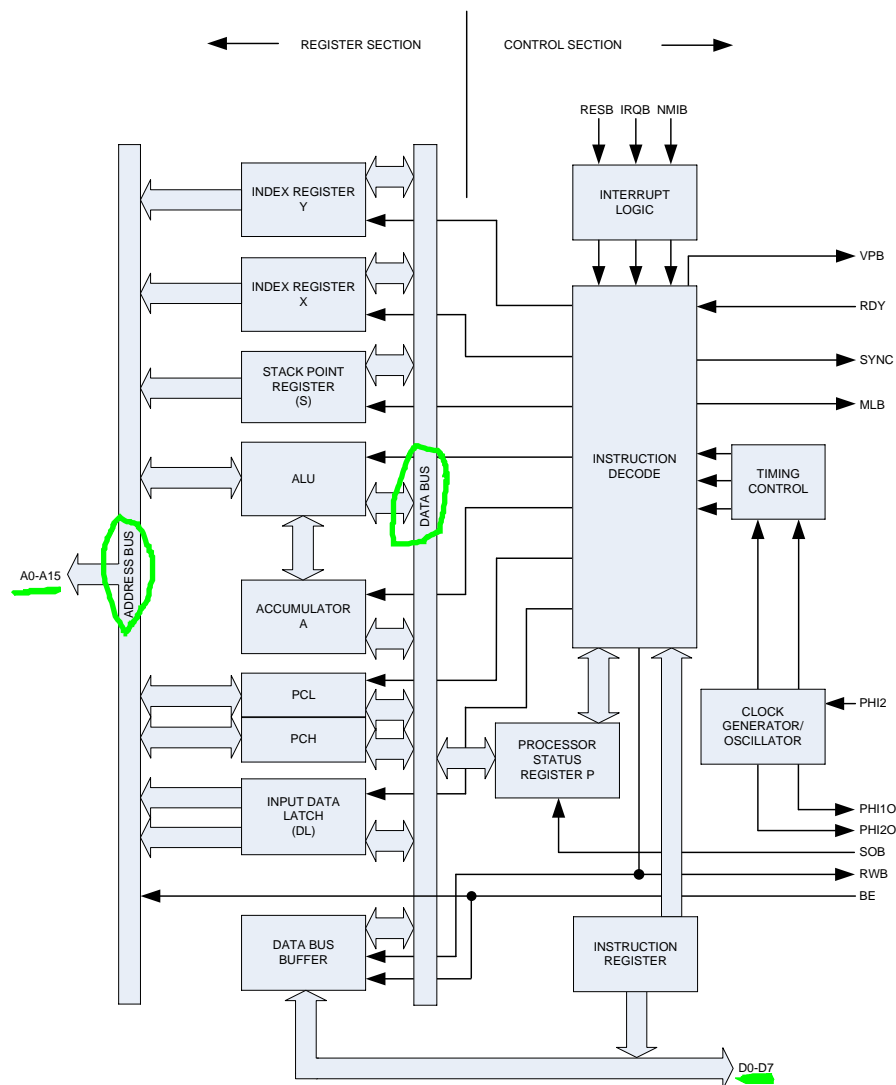 REGISTER SECTION
CONTROL SECTION
RESB IRQB NMIB
INTERRUPT
LOGIC
INDEX REGISTER
Y
VPB
INDEX REGISTER
X
RDY
STACK POINT
REGISTER
(S)
SYNC
MLB
ALU
DATA BUS
INSTRUCTION
DECODE
TIMING
CONTROL
ADDRESS BUS
A0-A15
ACCUMULATOR
A
PCL
PCH
PROCESSOR
STATUS
REGISTER P
CLOCK
GENERATOR/
OSCILLATOR
PHI2
INPUT DATA
LATCH
(DL)
PHI1O
PHI2O
SOB
RWB
BE
DATA BUS
BUFFER
INSTRUCTION
REGISTER
D0-D7